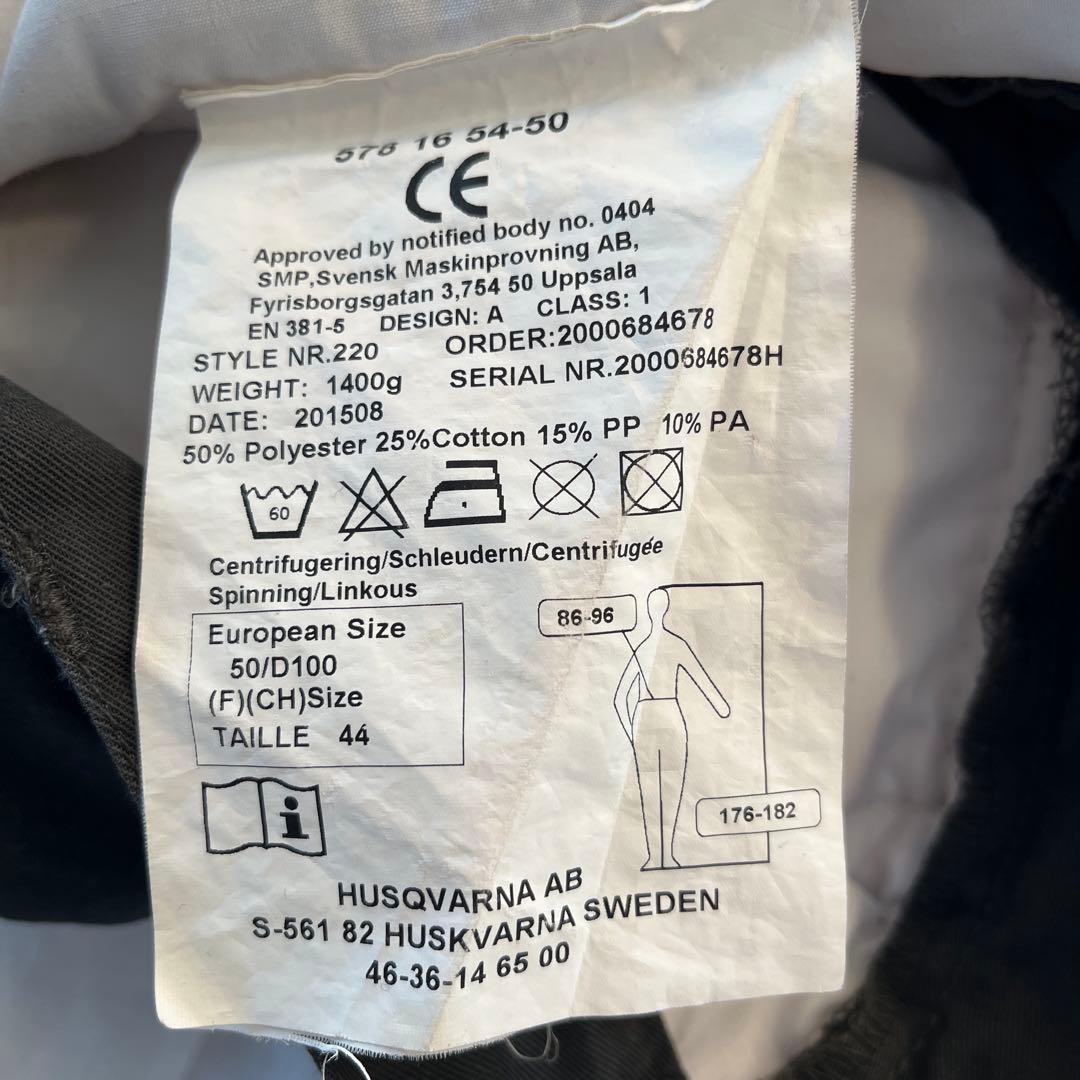 578 16 54-50
CE
Approved by notified body no. 0404
SMP,Svensk Maskinprovning AB,
Fyrisborgsgatan 3,754 50 Uppsala
EN 381-5 DESIGN: A CLASS: 1
STYLE NR.220 ORDER:2000684678
WEIGHT: 1400g SERIAL NR.2000684678H
DATE: 201508
50% Polyester 25%Cotton 15% PP 10% PA
60
Centrifugering/Schleudern/Centrifugée
Spinning/Linkous
European Size
50/D100
(F)(CH)Size
TAILLE 44
86-96
176-182
HUSQVARNA AB
S-561 82 HUSKVARNA SWEDEN
46-36-14 65 00